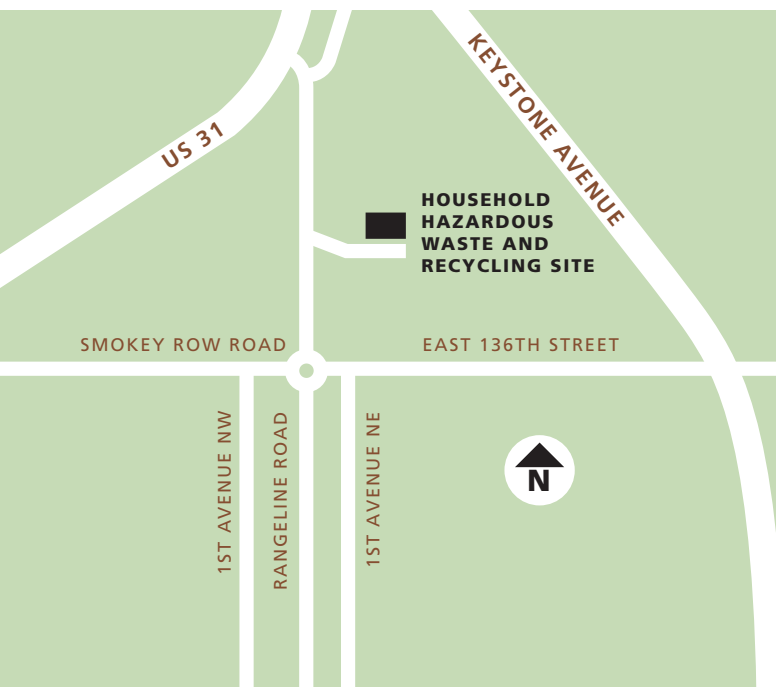 KEYSTONE AVENUE
US 31
HOUSEHOLD
HAZARDOUS
WASTE AND
RECYCLING SITE
SMOKEY ROW ROAD
EAST 136TH STREET
1ST AVENUE NW
RANGELINE ROAD
1ST AVENUE NE
N